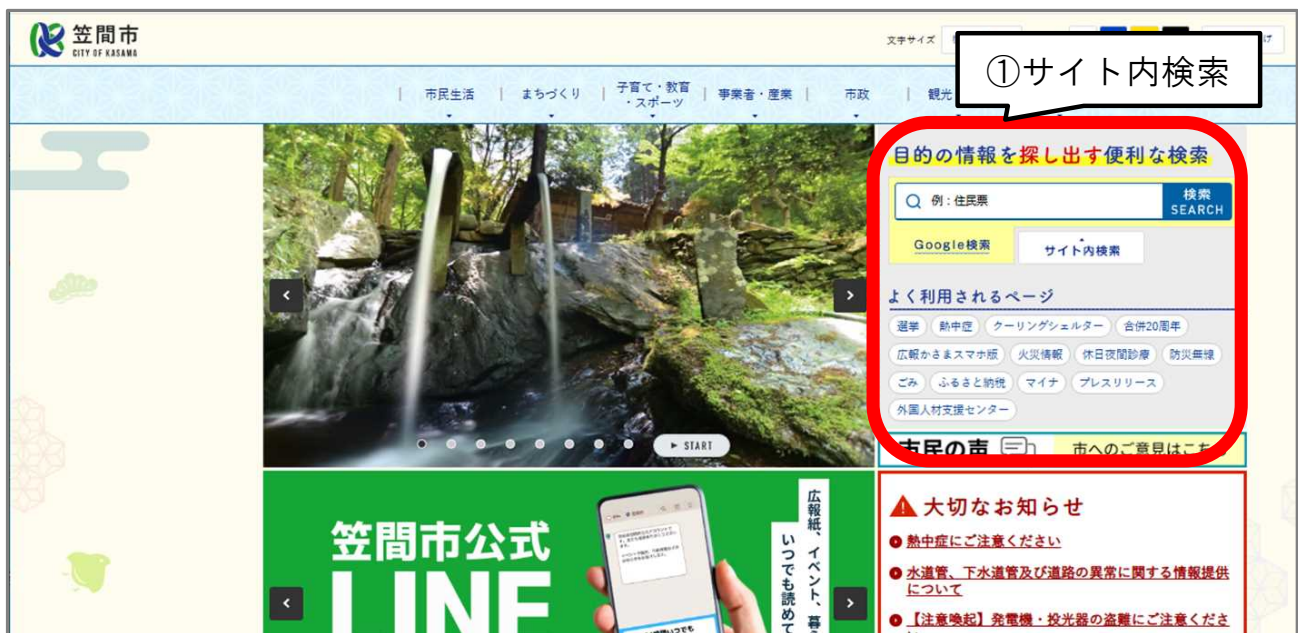 笠間市
CITY OF KASAMA
文字サイズ
①サイト内検索
市民生活
まちづくり
子育て・教育
・スポーツ
事業者・産業
市政
観光
目的の情報を探し出す便利な検索
例：住民票
検索
SEARCH
Google検索
サイト内検索
よく利用されるページ
選挙 熱中症 クーリングシェルター 合併20周年
広報かさまスマホ版 火災情報 休日夜間診療 防災無線
ごみ ふるさと納税 マイナ プレスリリース
外国人材支援センター
START
市民の声
市へのご意見はこちら
笠間市公式
LINE
広報紙、イベント、暮
いつでも読めて
大切なお知らせ
熱中症にご注意ください
水道管、下水道管及び道路の異常に関する情報提供
について
【注意喚起】発電機・投光器の盗難にご注意くださ